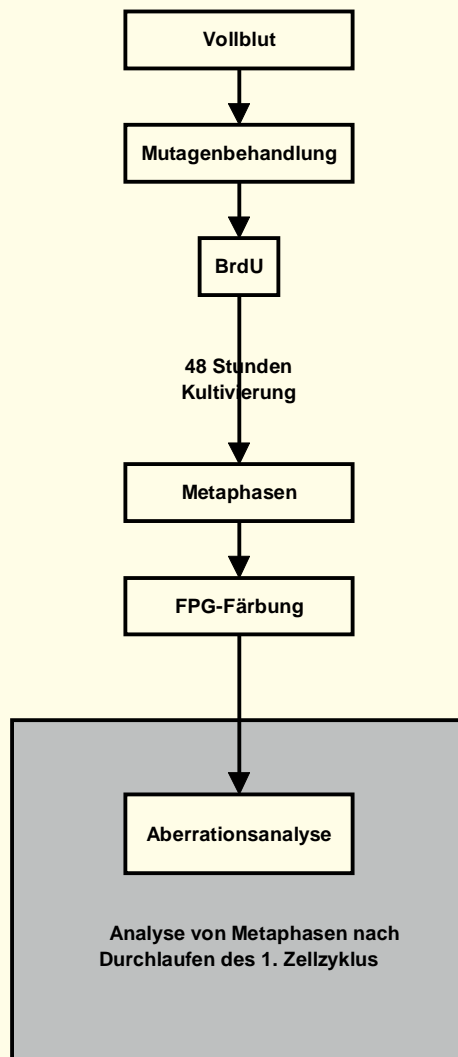 Vollblut
Mutagenbehandlung
BrdU
48 Stunden
Kultivierung
Metaphasen
FPG-Färbung
Aberrationsanalyse
Analyse von Metaphasen nach
Durchlaufen des 1. Zellzyklus